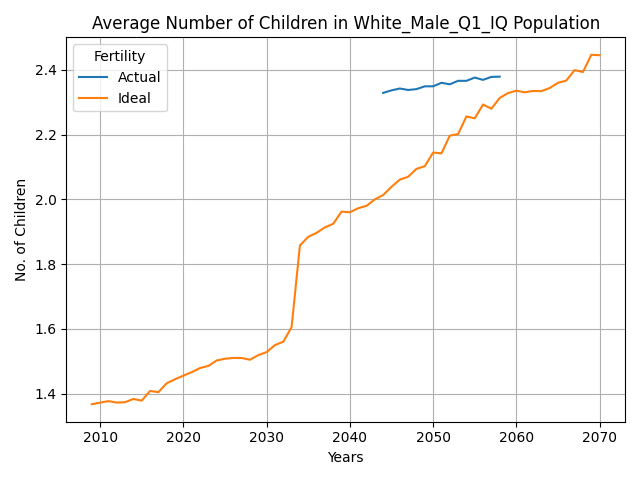 Average Number of Children in White_Male_Q1_IQ Population
Fertility
Actual
Ideal
No. of Children
2.4
2.2
2.0
1.8
1.6
1.4
2010 2020 2030 2040 2050 2060 2070
Years